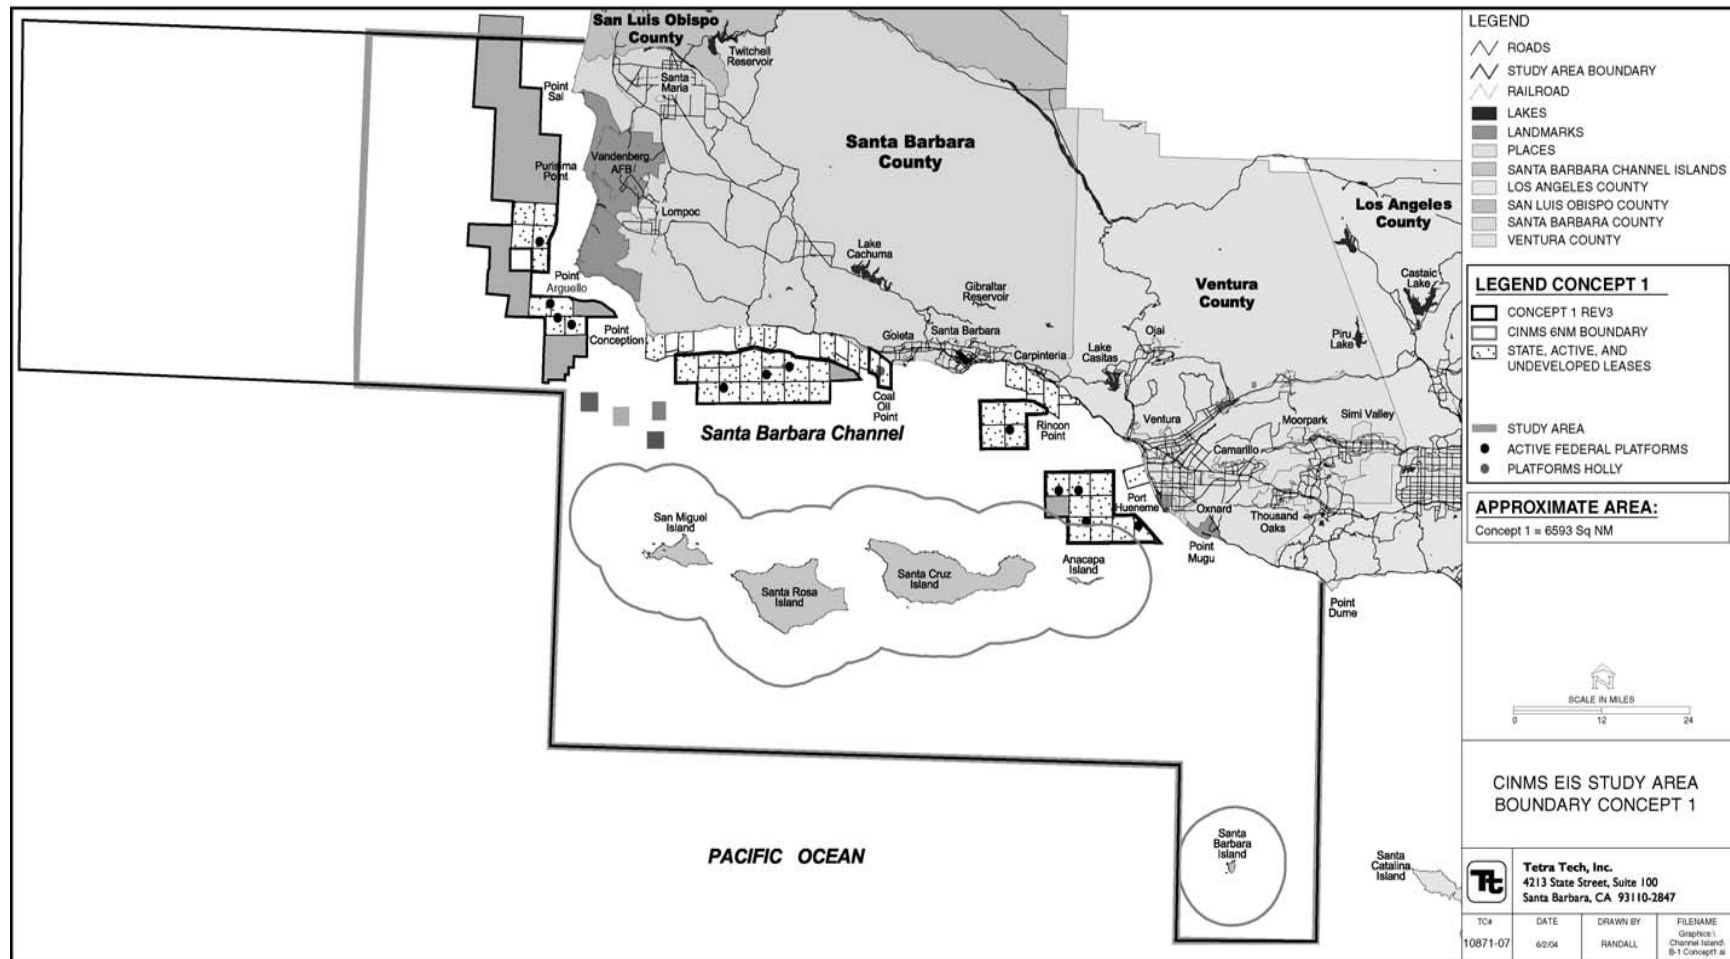 San Luis Obispo
County
Twitchell
Reservoir
Santa
Maria
Point
Sal
Santa Barbara
County
Vandenberg
AFB
Purisima
Point
Lompoc
Los Angeles
County
Lake
Cachuma
Point
Arguello
Gibraltar
Reservoir
Ventura
County
Castaic
Lake
Point
Conception
Goleta
Santa Barbara
Ojai
Piru
Lake
Carpinteria
Lake
Casitas
Coal
Oil
Point
Santa Barbara Channel
Rincon
Point
Ventura
Moorpark
Simi Valley
Camarillo
Port
Hueneme
Oxnard
Thousand
Oaks
San Miguel
Island
Point
Mugu
Anacapa
Island
Santa Cruz
Island
Santa Rosa
Island
Point
Dume
PACIFIC OCEAN
Santa
Barbara
Island
Santa
Catalina
Island
LEGEND
ROADS
STUDY AREA BOUNDARY
RAILROAD
LAKES
LANDMARKS
PLACES
SANTA BARBARA CHANNEL ISLANDS
LOS ANGELES COUNTY
SAN LUIS OBISPO COUNTY
SANTA BARBARA COUNTY
VENTURA COUNTY
LEGEND CONCEPT 1
CONCEPT 1 REV3
CINMS 6NM BOUNDARY
STATE, ACTIVE, AND
UNDEVELOPED LEASES
STUDY AREA
ACTIVE FEDERAL PLATFORMS
PLATFORMS HOLLY
APPROXIMATE AREA:
Concept 1 = 6593 Sq NM
N
SCALE IN MILES
0 12 24
CINMS EIS STUDY AREA
BOUNDARY CONCEPT 1
Tt
Tetra Tech, Inc.
4213 State Street, Suite 100
Santa Barbara, CA 93110-2847
TC# DATE DRAWN BY FILENAME
10871-07 6/2/04 RANDALL Graphics\
Channel Island\
B-1 Concept1.ai